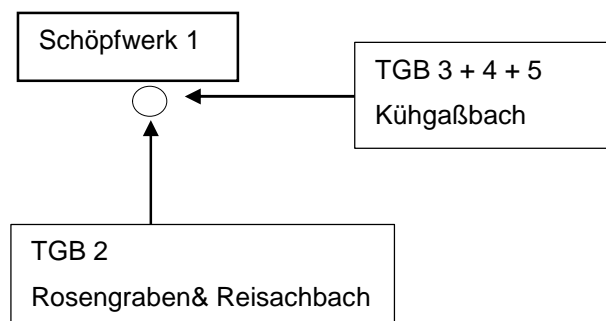 Schöpfwerk 1
TGB 3 + 4 + 5
Kühgaßbach
TGB 2
Rosengraben& Reisachbach